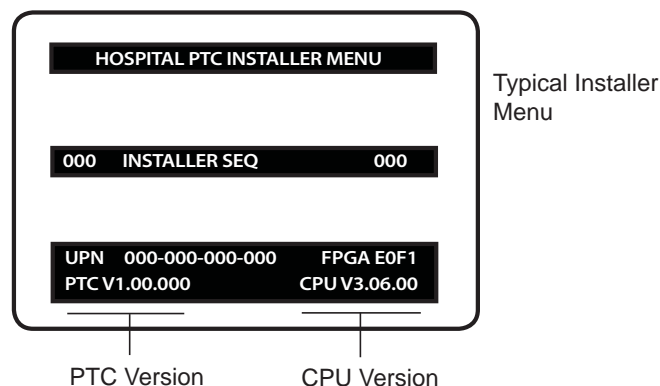 HOSPITAL PTC INSTALLER MENU
Typical Installer
Menu
000 INSTALLER SEQ 000
UPN 000-000-000-000 FPGA E0F1
PTC V1.00.000 CPU V3.06.00
PTC Version CPU Version